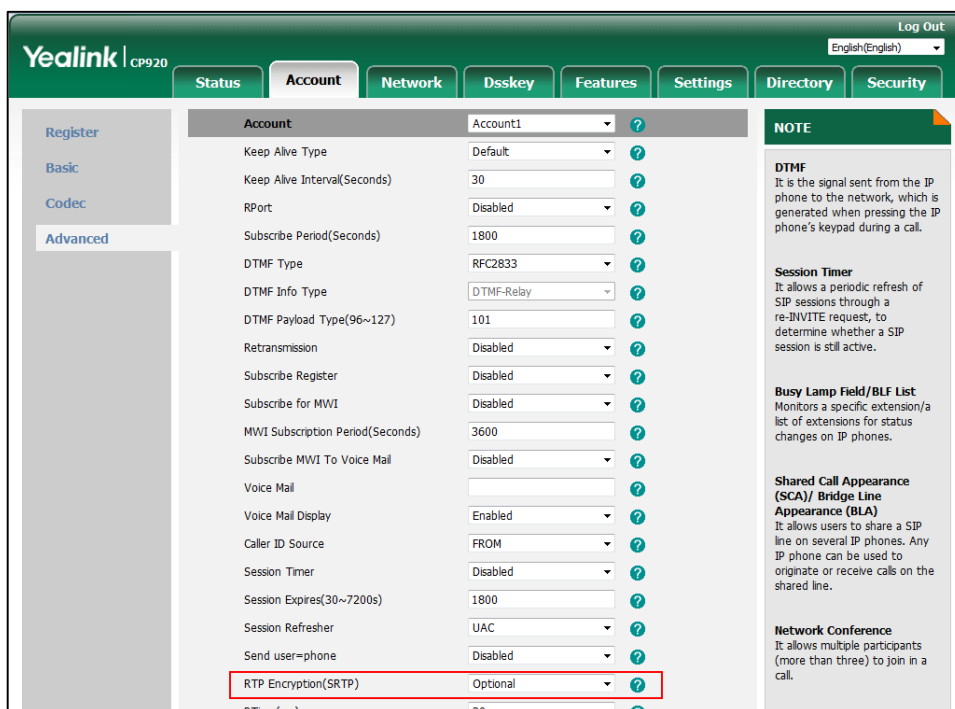 Log Out
English(English)
Yealink CP920
Status Account Network Dsskey Features Settings Directory Security
Register
Basic
Codec
Advanced
Account Account1
Keep Alive Type Default
Keep Alive Interval(Seconds) 30
RPort Disabled
Subscribe Period(Seconds) 1800
DTMF Type RFC2833
DTMF Info Type DTMF-Relay
DTMF Payload Type(96~127) 101
Retransmission Disabled
Subscribe Register Disabled
Subscribe for MWI Disabled
MWI Subscription Period(Seconds) 3600
Subscribe MWI To Voice Mail Disabled
Voice Mail
Voice Mail Display Enabled
Caller ID Source FROM
Session Timer Disabled
Session Expires(30~7200s) 1800
Session Refresher UAC
Send user=phone Disabled
RTP Encryption(SRTP) Optional
NOTE
DTMF
It is the signal sent from the IP
phone to the network, which is
generated when pressing the IP
phone's keypad during a call.
Session Timer
It allows a periodic refresh of
SIP sessions through a
re-INVITE request, to
determine whether a SIP
session is still active.
Busy Lamp Field/BLF List
Monitors a specific extension/a
list of extensions for status
changes on IP phones.
Shared Call Appearance
(SCA)/ Bridge Line
Appearance (BLA)
It allows users to share a SIP
line on several IP phones. Any
IP phone can be used to
originate or receive calls on the
shared line.
Network Conference
It allows multiple participants
(more than three) to join in a
call.